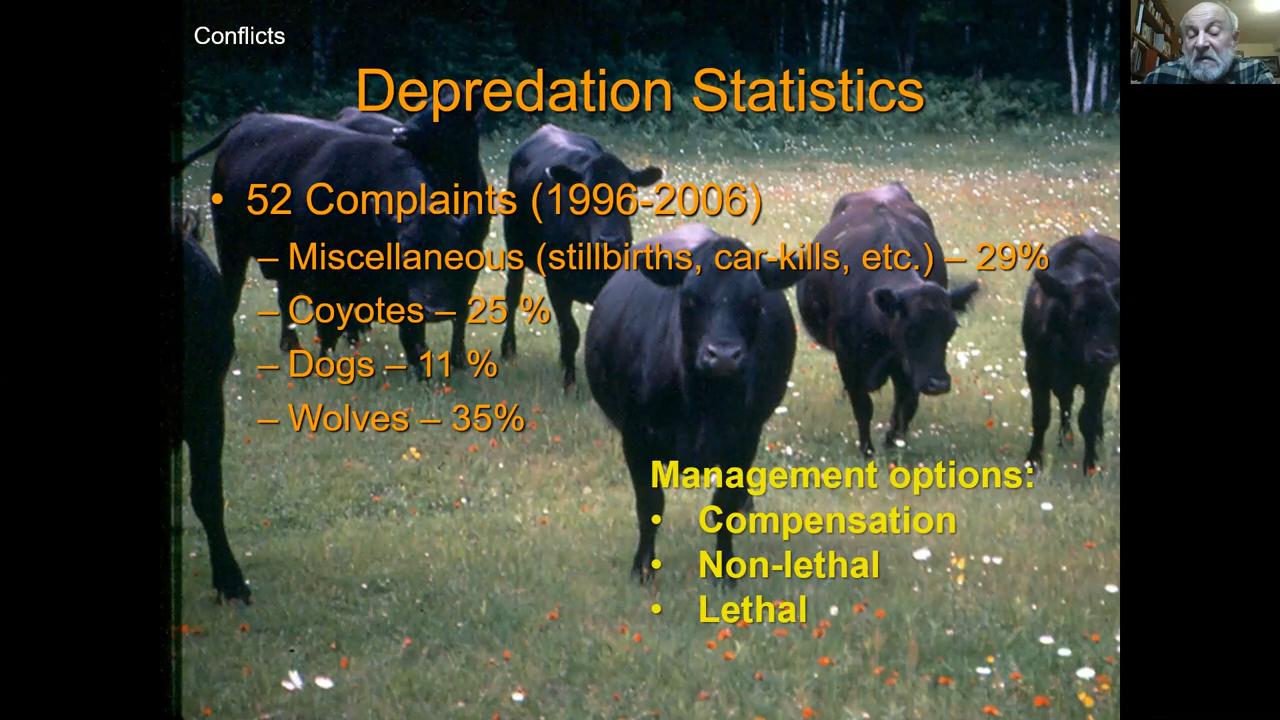 Conflicts
Depredation Statistics
• 52 Complaints (1996-2006)
– Miscellaneous (stillbirths, car-kills, etc.) – 29%
– Coyotes – 25 %
– Dogs – 11 %
– Wolves – 35%
Management options:
• Compensation
• Non-lethal
• Lethal